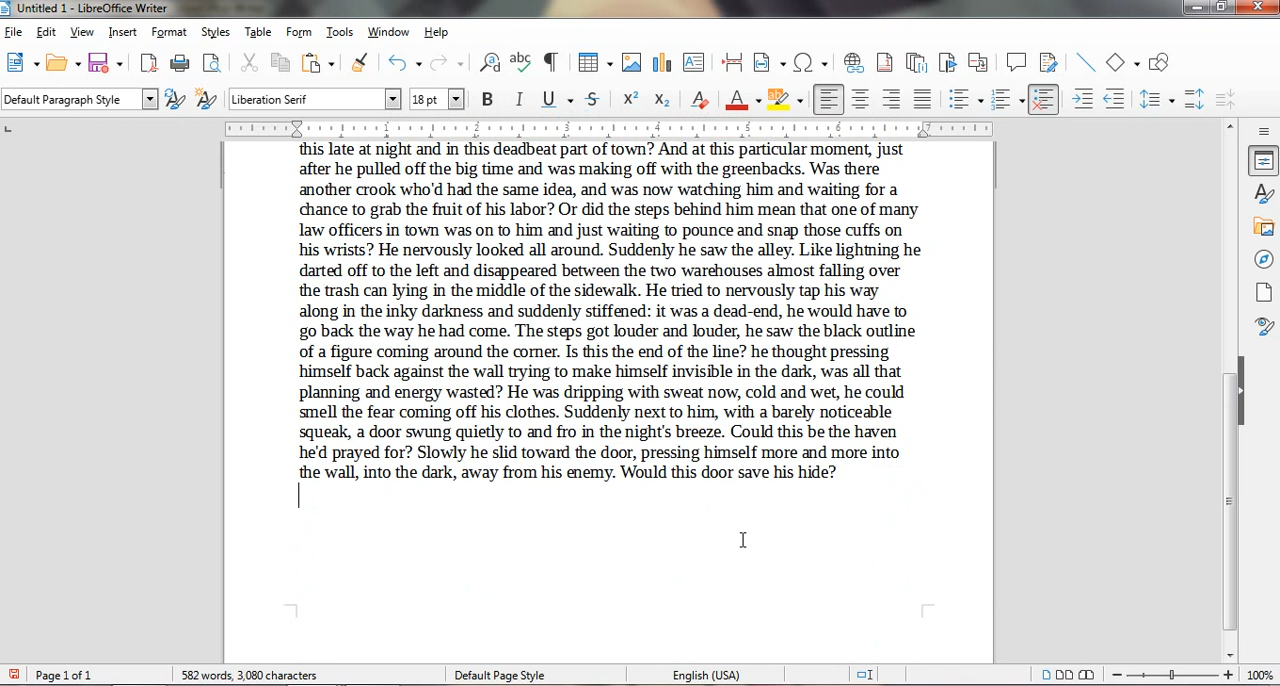 Untitled 1 - LibreOffice Writer
File Edit View Insert Format Styles Table Form Tools Window Help
abc
Default Paragraph Style Liberation Serif 18 pt B I U S X² X₂ A A
1 2 3 4 5 6 7
this late at night and in this deadbeat part of town? And at this particular moment, just
after he pulled off the big time and was making off with the greenbacks. Was there
another crook who'd had the same idea, and was now watching him and waiting for a
chance to grab the fruit of his labor? Or did the steps behind him mean that one of many
law officers in town was on to him and just waiting to pounce and snap those cuffs on
his wrists? He nervously looked all around. Suddenly he saw the alley. Like lightning he
darted off to the left and disappeared between the two warehouses almost falling over
the trash can lying in the middle of the sidewalk. He tried to nervously tap his way
along in the inky darkness and suddenly stiffened: it was a dead-end, he would have to
go back the way he had come. The steps got louder and louder, he saw the black outline
of a figure coming around the corner. Is this the end of the line? he thought pressing
himself back against the wall trying to make himself invisible in the dark, was all that
planning and energy wasted? He was dripping with sweat now, cold and wet, he could
smell the fear coming off his clothes. Suddenly next to him, with a barely noticeable
squeak, a door swung quietly to and fro in the night's breeze. Could this be the haven
he'd prayed for? Slowly he slid toward the door, pressing himself more and more into
the wall, into the dark, away from his enemy. Would this door save his hide?
Page 1 of 1 582 words, 3,080 characters Default Page Style English (USA) 100%